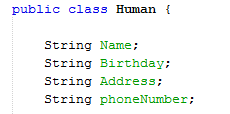 public class Human {
String Name;
String Birthday;
String Address;
String phoneNumber;